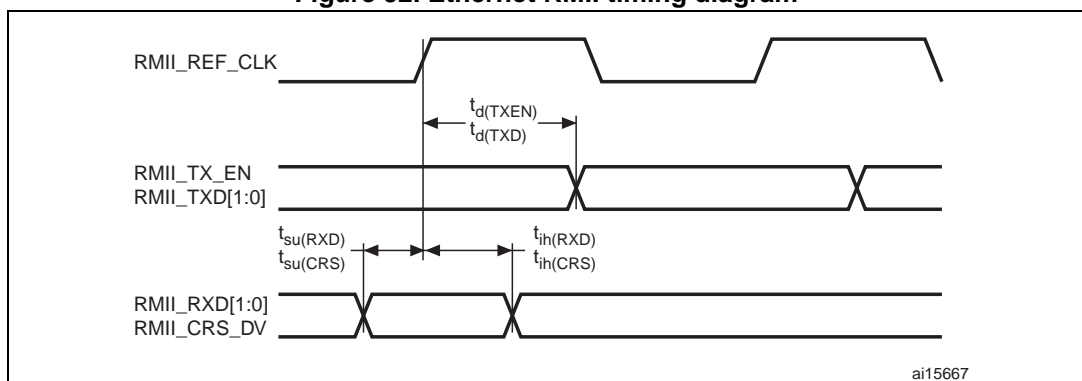 Figure Ethernet RMII timing diagram
RMII_REF_CLK
td(TXEN)
td(TXD)
RMII_TX_EN
RMII_TXD[1:0]
tsu(RXD)
tsu(CRS)
tih(RXD)
tih(CRS)
RMII_RXD[1:0]
RMII_CRS_DV
ai15667